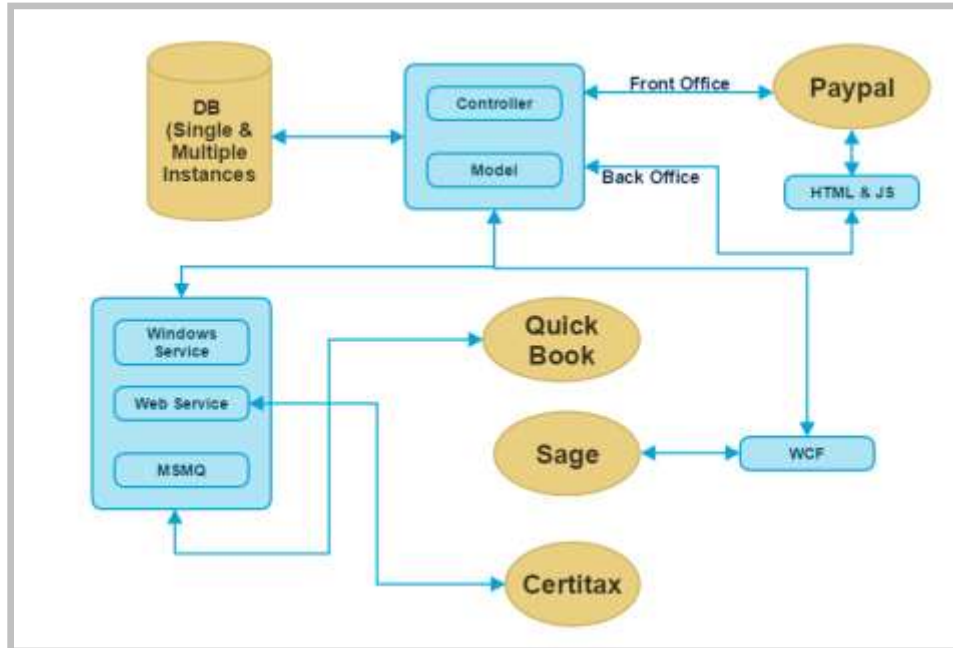 DB
(Single &
Multiple
Instances
Controller
Model
Front Office
Back Office
Paypal
HTML & JS
Windows
Service
Web Service
MSMQ
Quick
Book
Sage
WCF
Certitax